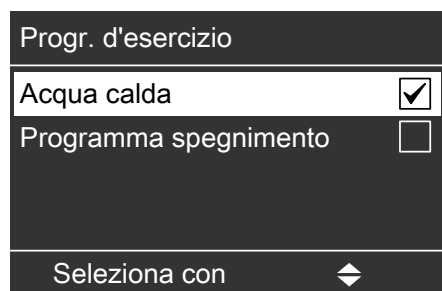 Progr. d'esercizio
Acqua calda
Programma spegnimento
Seleziona con